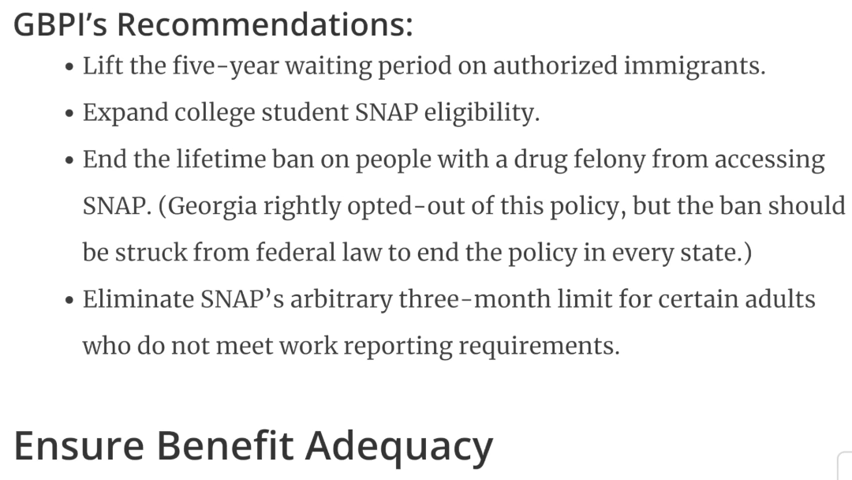 GBPI’s Recommendations:
• Lift the five-year waiting period on authorized immigrants.
• Expand college student SNAP eligibility.
• End the lifetime ban on people with a drug felony from accessing
SNAP. (Georgia rightly opted-out of this policy, but the ban should
be struck from federal law to end the policy in every state.)
• Eliminate SNAP’s arbitrary three-month limit for certain adults
who do not meet work reporting requirements.
Ensure Benefit Adequacy